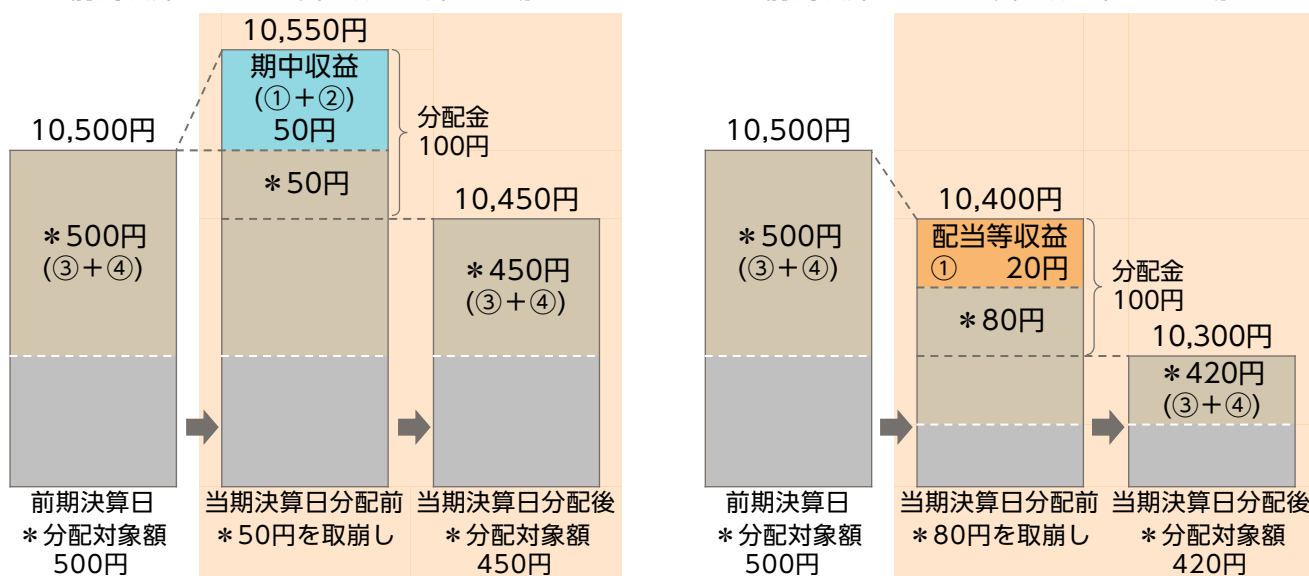 10,550円
期中収益
(①＋②)
50円
分配金
100円
10,500円
＊50円
10,450円
＊500円
(③＋④)
＊450円
(③＋④)
前期決算日
＊分配対象額
500円
当期決算日分配前
＊50円を取崩し
当期決算日分配後
＊分配対象額
450円
10,500円
10,400円
＊500円
(③＋④)
配当等収益
① 20円
分配金
100円
＊80円
10,300円
＊420円
(③＋④)
前期決算日
＊分配対象額
500円
当期決算日分配前
＊80円を取崩し
当期決算日分配後
＊分配対象額
420円